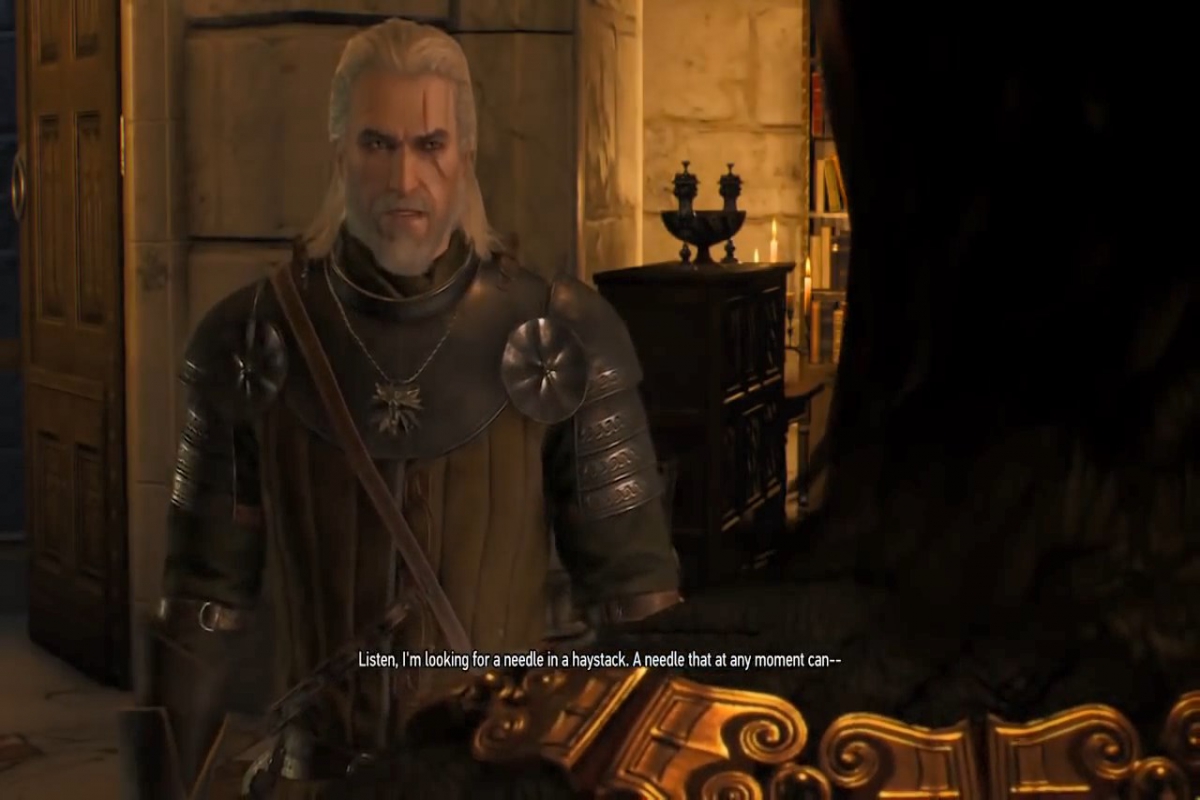 Listen, I'm looking for a needle in a haystack. A needle that at any moment can--